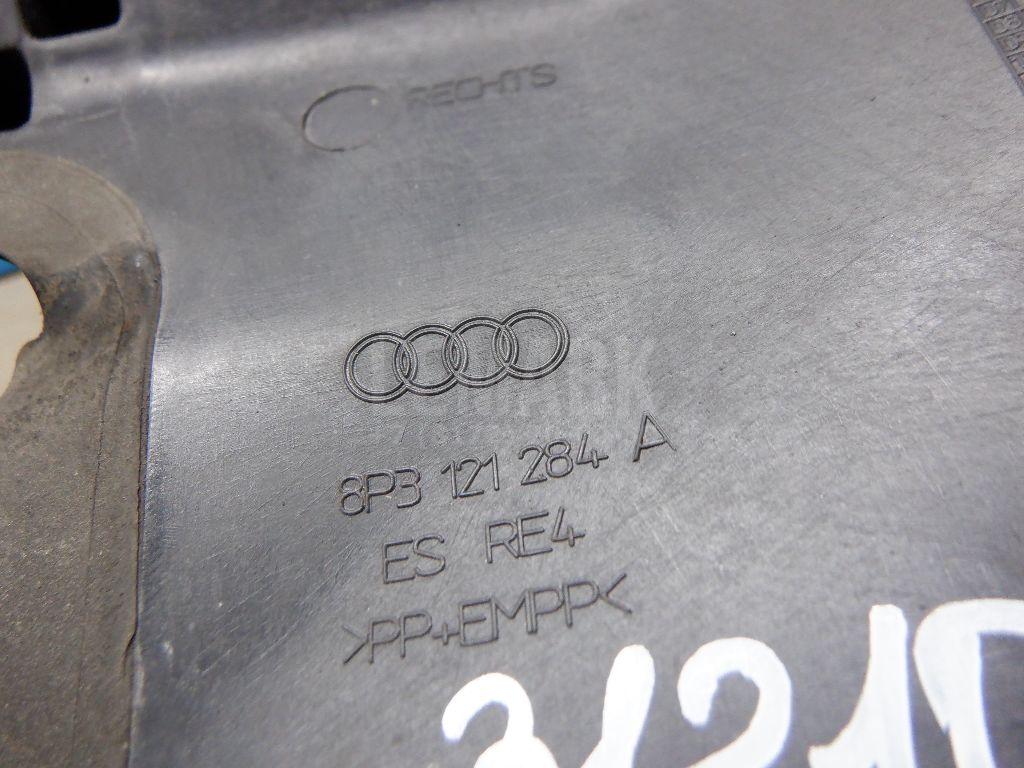 RECHTS
8P3 121 284 A
ES RE4
>PP+EMPP<